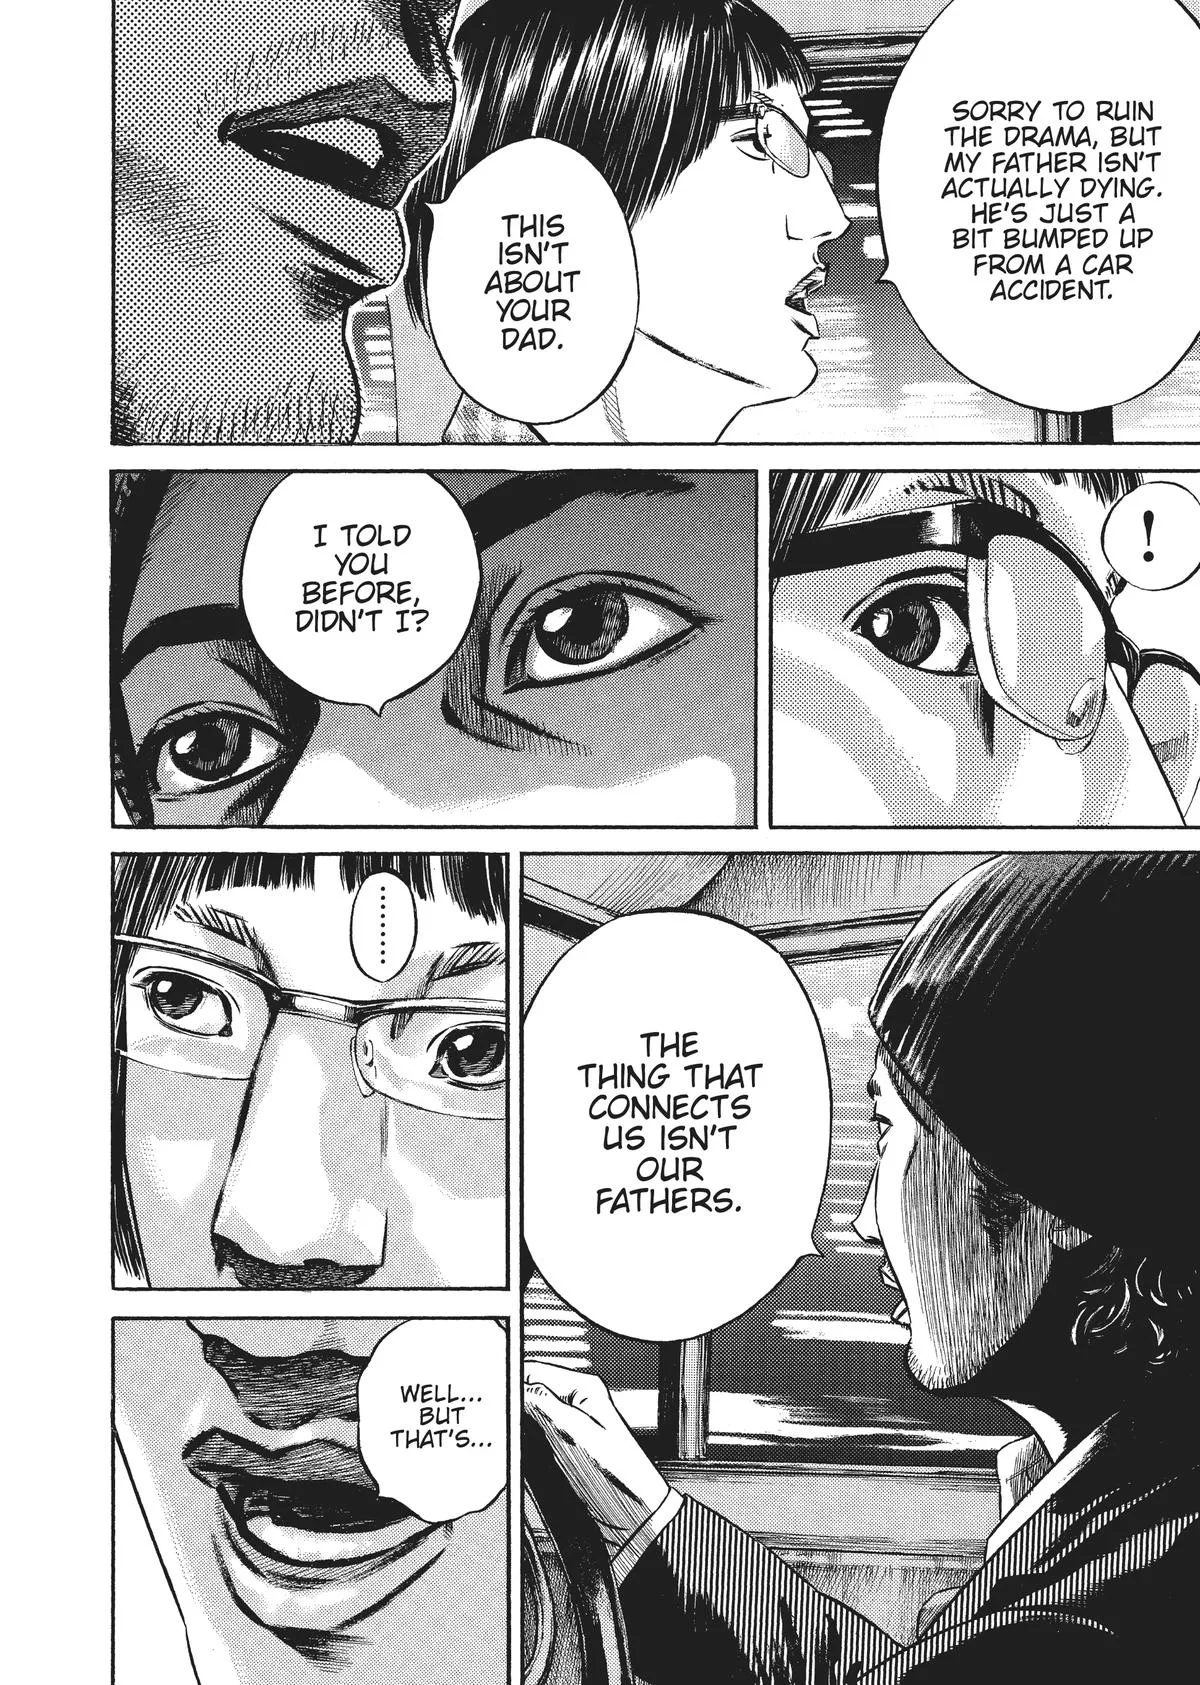 SORRY TO RUIN
THE DRAMA, BUT
MY FATHER ISN'T
ACTUALLY DYING.
HE'S JUST A
BIT BUMPED UP
FROM A CAR
ACCIDENT.
THIS
ISN'T
ABOUT
YOUR
DAD.
!
I TOLD
YOU
BEFORE,
DIDN'T I?
THE
THING THAT
CONNECTS
US ISN'T
OUR
FATHERS.
........
WELL...
BUT
THAT'S...